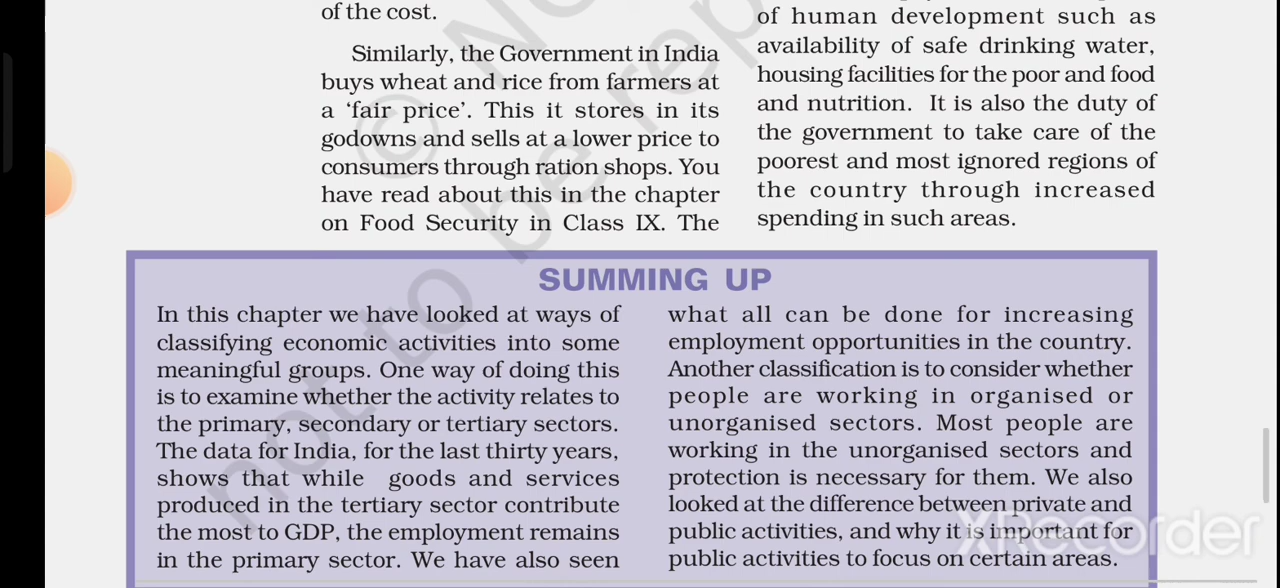 of the cost.
Similarly, the Government in India
buys wheat and rice from farmers at
a ‘fair price’. This it stores in its
godowns and sells at a lower price to
consumers through ration shops. You
have read about this in the chapter
on Food Security in Class IX. The
of human development such as
availability of safe drinking water,
housing facilities for the poor and food
and nutrition. It is also the duty of
the government to take care of the
poorest and most ignored regions of
the country through increased
spending in such areas.
SUMMING UP
In this chapter we have looked at ways of
classifying economic activities into some
meaningful groups. One way of doing this
is to examine whether the activity relates to
the primary, secondary or tertiary sectors.
The data for India, for the last thirty years,
shows that while goods and services
produced in the tertiary sector contribute
the most to GDP, the employment remains
in the primary sector. We have also seen
what all can be done for increasing
employment opportunities in the country.
Another classification is to consider whether
people are working in organised or
unorganised sectors. Most people are
working in the unorganised sectors and
protection is necessary for them. We also
looked at the difference between private and
public activities, and why it is important for
public activities to focus on certain areas.
not to be rep
© N
XRecorder